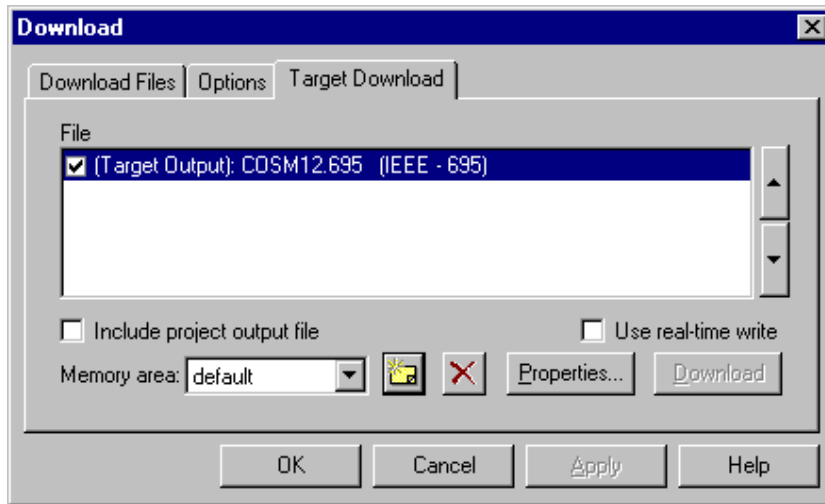 Download
Download Files Options Target Download
File
(Target Output): COSM12.695 (IEEE - 695)
Include project output file Use real-time write
Memory area: default Properties... Download
OK Cancel Apply Help